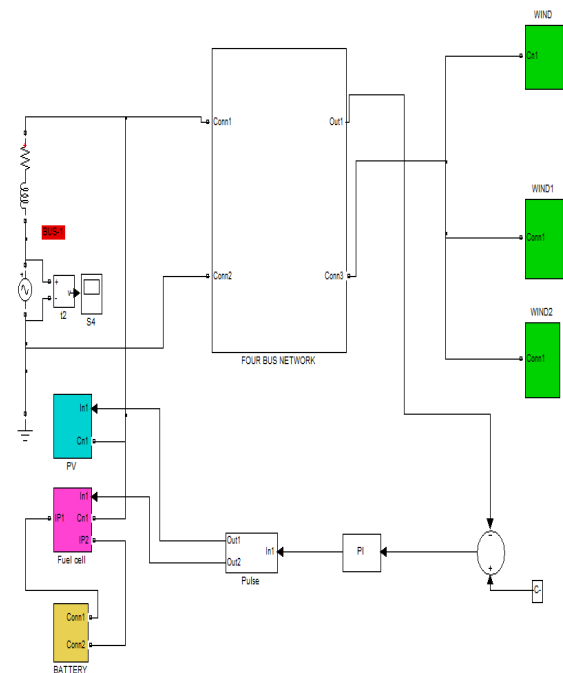 WIND
Cn1
Conn1
Out1
BUS-1
WIND1
Conn1
Conn2
Conn3
+
-
v
t2
S4
WIND2
Conn1
FOUR BUS NETWORK
In1
Cn1
PV
-
+
In1
IP1
Cn1
IP2
Fuel cell
Out1
Out2
In1
Pulse
PI
C-
Conn1
Conn2
BATTERY